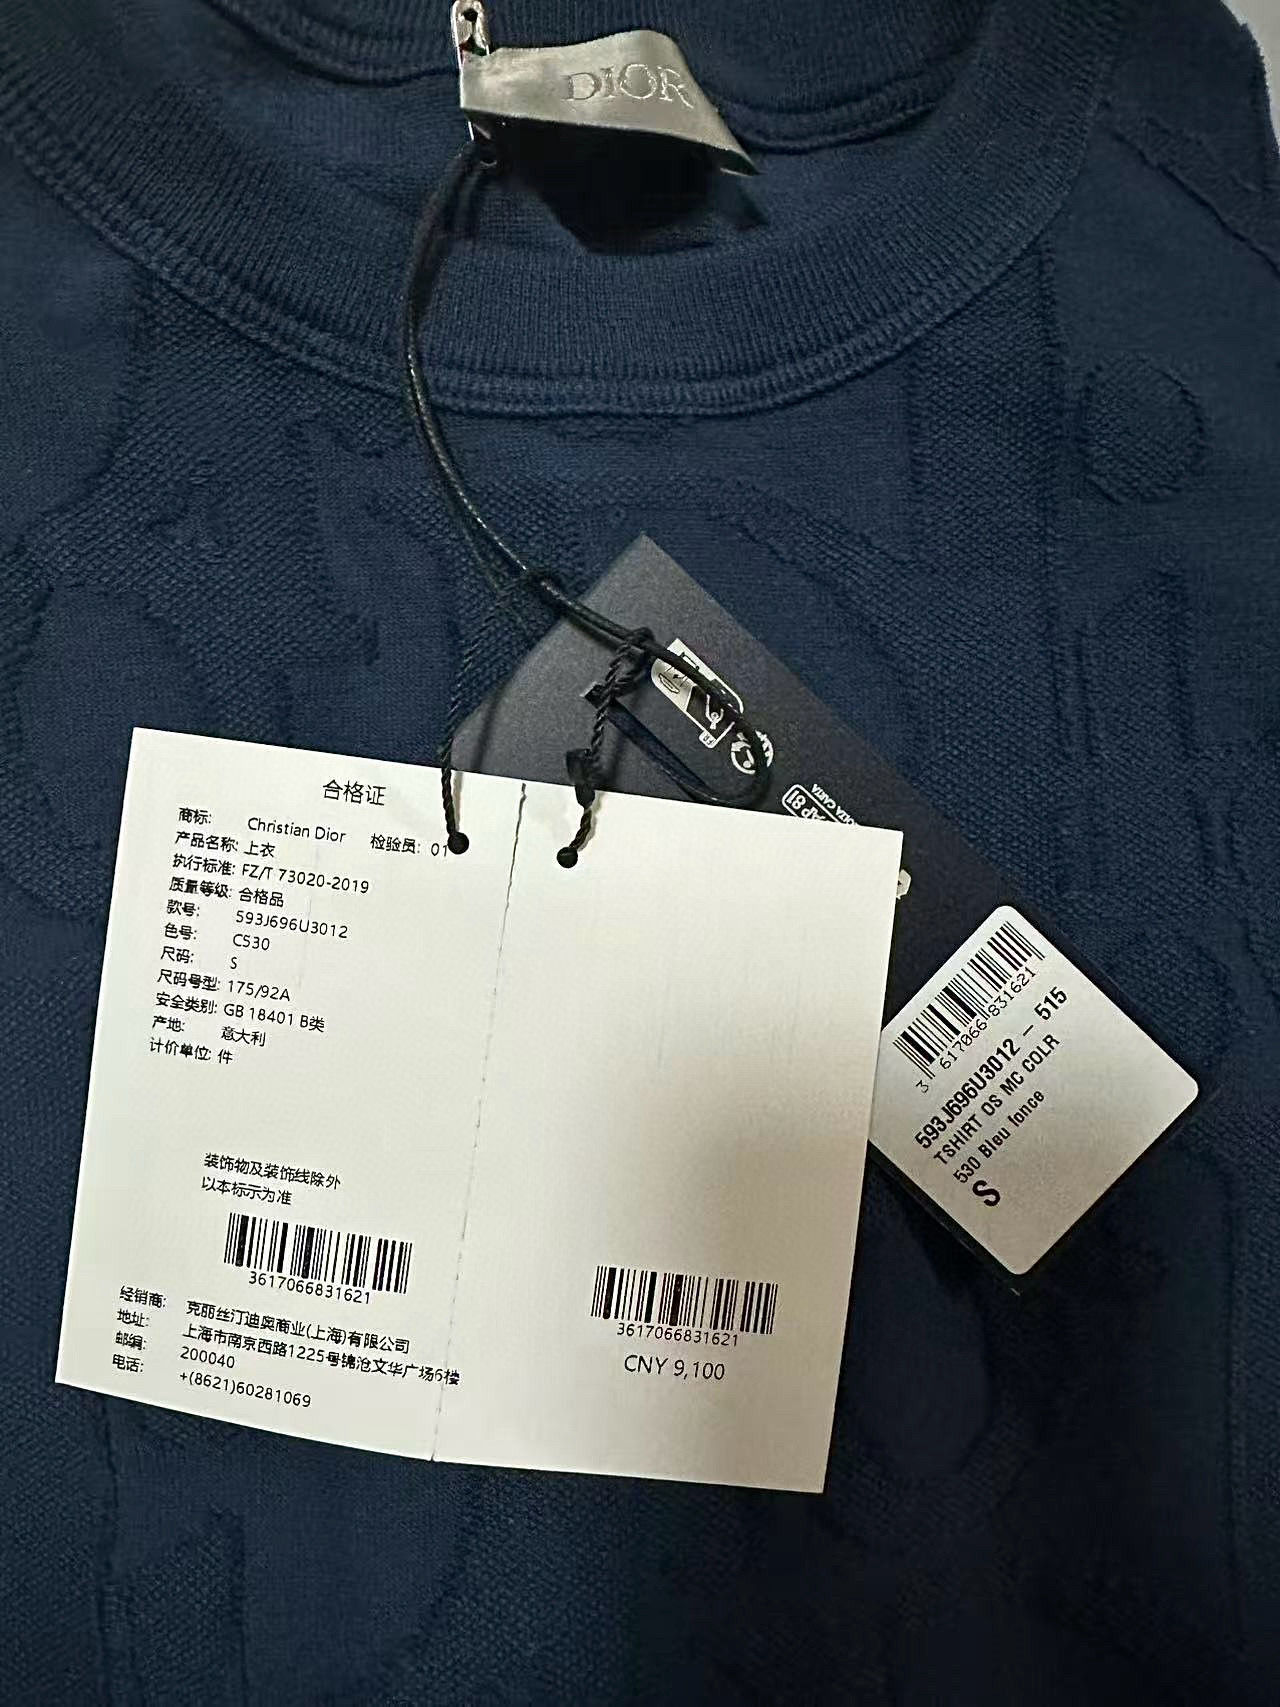 DIOR
合格证
商标: Christian Dior 检验员: 01
产品名称: 上衣
执行标准: FZ/T 73020-2019
质量等级: 合格品
款号: 593J696U3012
色号: C530
尺码: S
尺码号型: 175/92A
安全类别: GB 18401 B类
产地: 意大利
计价单位: 件
装饰物及装饰线除外
以本标示为准
3617066831621
经销商: 克丽丝汀迪奥商业(上海)有限公司
地址: 上海市南京西路1225号锦沧文华广场6楼
邮编: 200040
电话: +(8621)60281069
3617066831621
CNY 9,100
FR
PAP 81
CARTA
3 617066 831621
593J696U3012 – 515
TSHIRT OS MC COLR
530 Bleu fonce
S